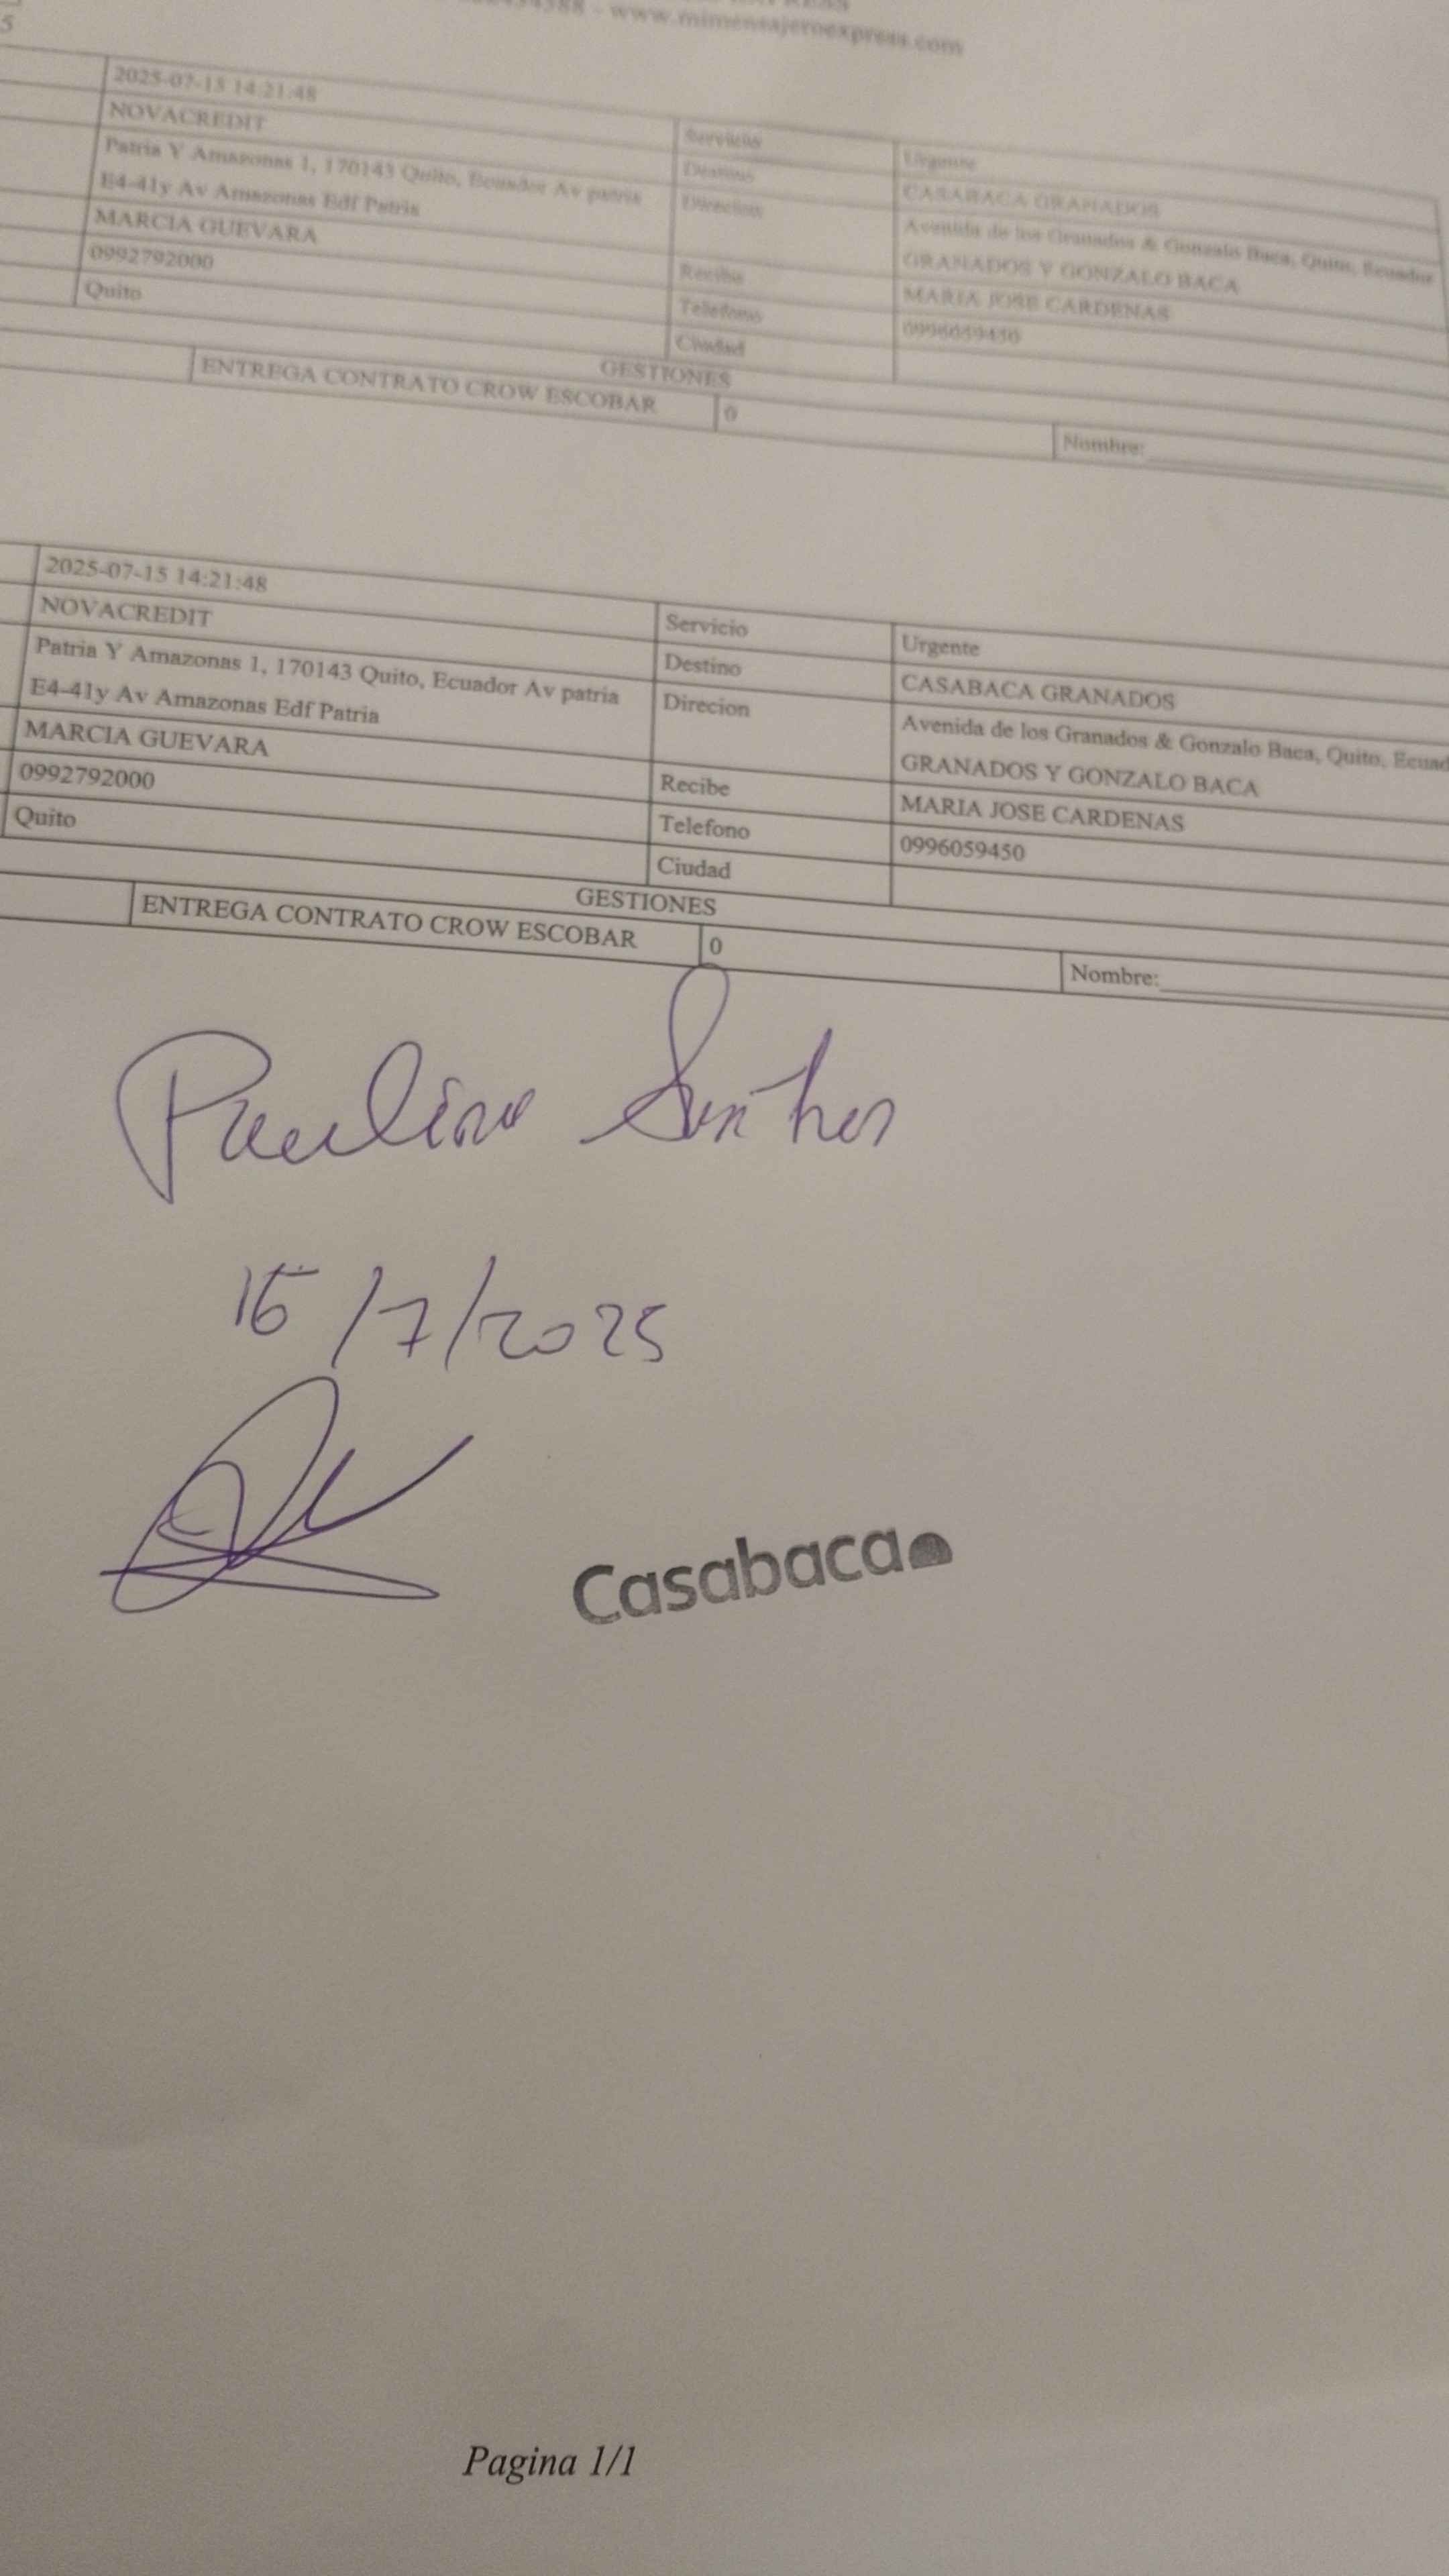 www.mimensajeroexpress.com
5
2025-07-15 14:21:48
NOVACREDIT
Servicio
Urgente
Patria Y Amazonas 1, 170143 Quito, Ecuador Av patria
Destino
CASABACA GRANADOS
E4-41y Av Amazonas Edf Patria
Direcion
Avenida de los Granados & Gonzalo Baca, Quito, Ecuador
GRANADOS Y GONZALO BACA
MARCIA GUEVARA
Recibe
MARIA JOSE CARDENAS
0992792000
Telefono
0996059450
Quito
Ciudad
GESTIONES
ENTREGA CONTRATO CROW ESCOBAR
0
Nombre:
2025-07-15 14:21:48
Servicio
Urgente
NOVACREDIT
Destino
CASABACA GRANADOS
Patria Y Amazonas 1, 170143 Quito, Ecuador Av patria
E4-41y Av Amazonas Edf Patria
Direcion
Avenida de los Granados & Gonzalo Baca, Quito, Ecuad
GRANADOS Y GONZALO BACA
MARCIA GUEVARA
Recibe
MARIA JOSE CARDENAS
0992792000
Telefono
0996059450
Quito
Ciudad
GESTIONES
ENTREGA CONTRATO CROW ESCOBAR
0
Nombre:
/7/2025
Casabaca
Pagina 1/1